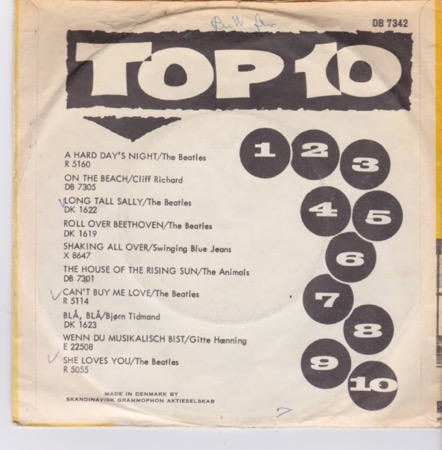 DB 7342
TOP 10
A HARD DAY'S NIGHT/The Beatles
R 5160
ON THE BEACH/Cliff Richard
DB 7305
LONG TALL SALLY/The Beatles
DK 1622
ROLL OVER BEETHOVEN/The Beatles
DK 1619
SHAKING ALL OVER/Swinging Blue Jeans
X 8647
THE HOUSE OF THE RISING SUN/The Animals
DB 7301
CAN'T BUY ME LOVE/The Beatles
R 5114
BLÅ, BLÅ/Bjørn Tidmand
DK 1623
WENN DU MUSIKALISCH BIST/Gitte Hænning
E 22508
SHE LOVES YOU/The Beatles
R 5055
1 2 3
4 5
6
7
8
9
10
MADE IN DENMARK BY
SKANDINAVISK GRAMMOPHON AKTIESELSKAB